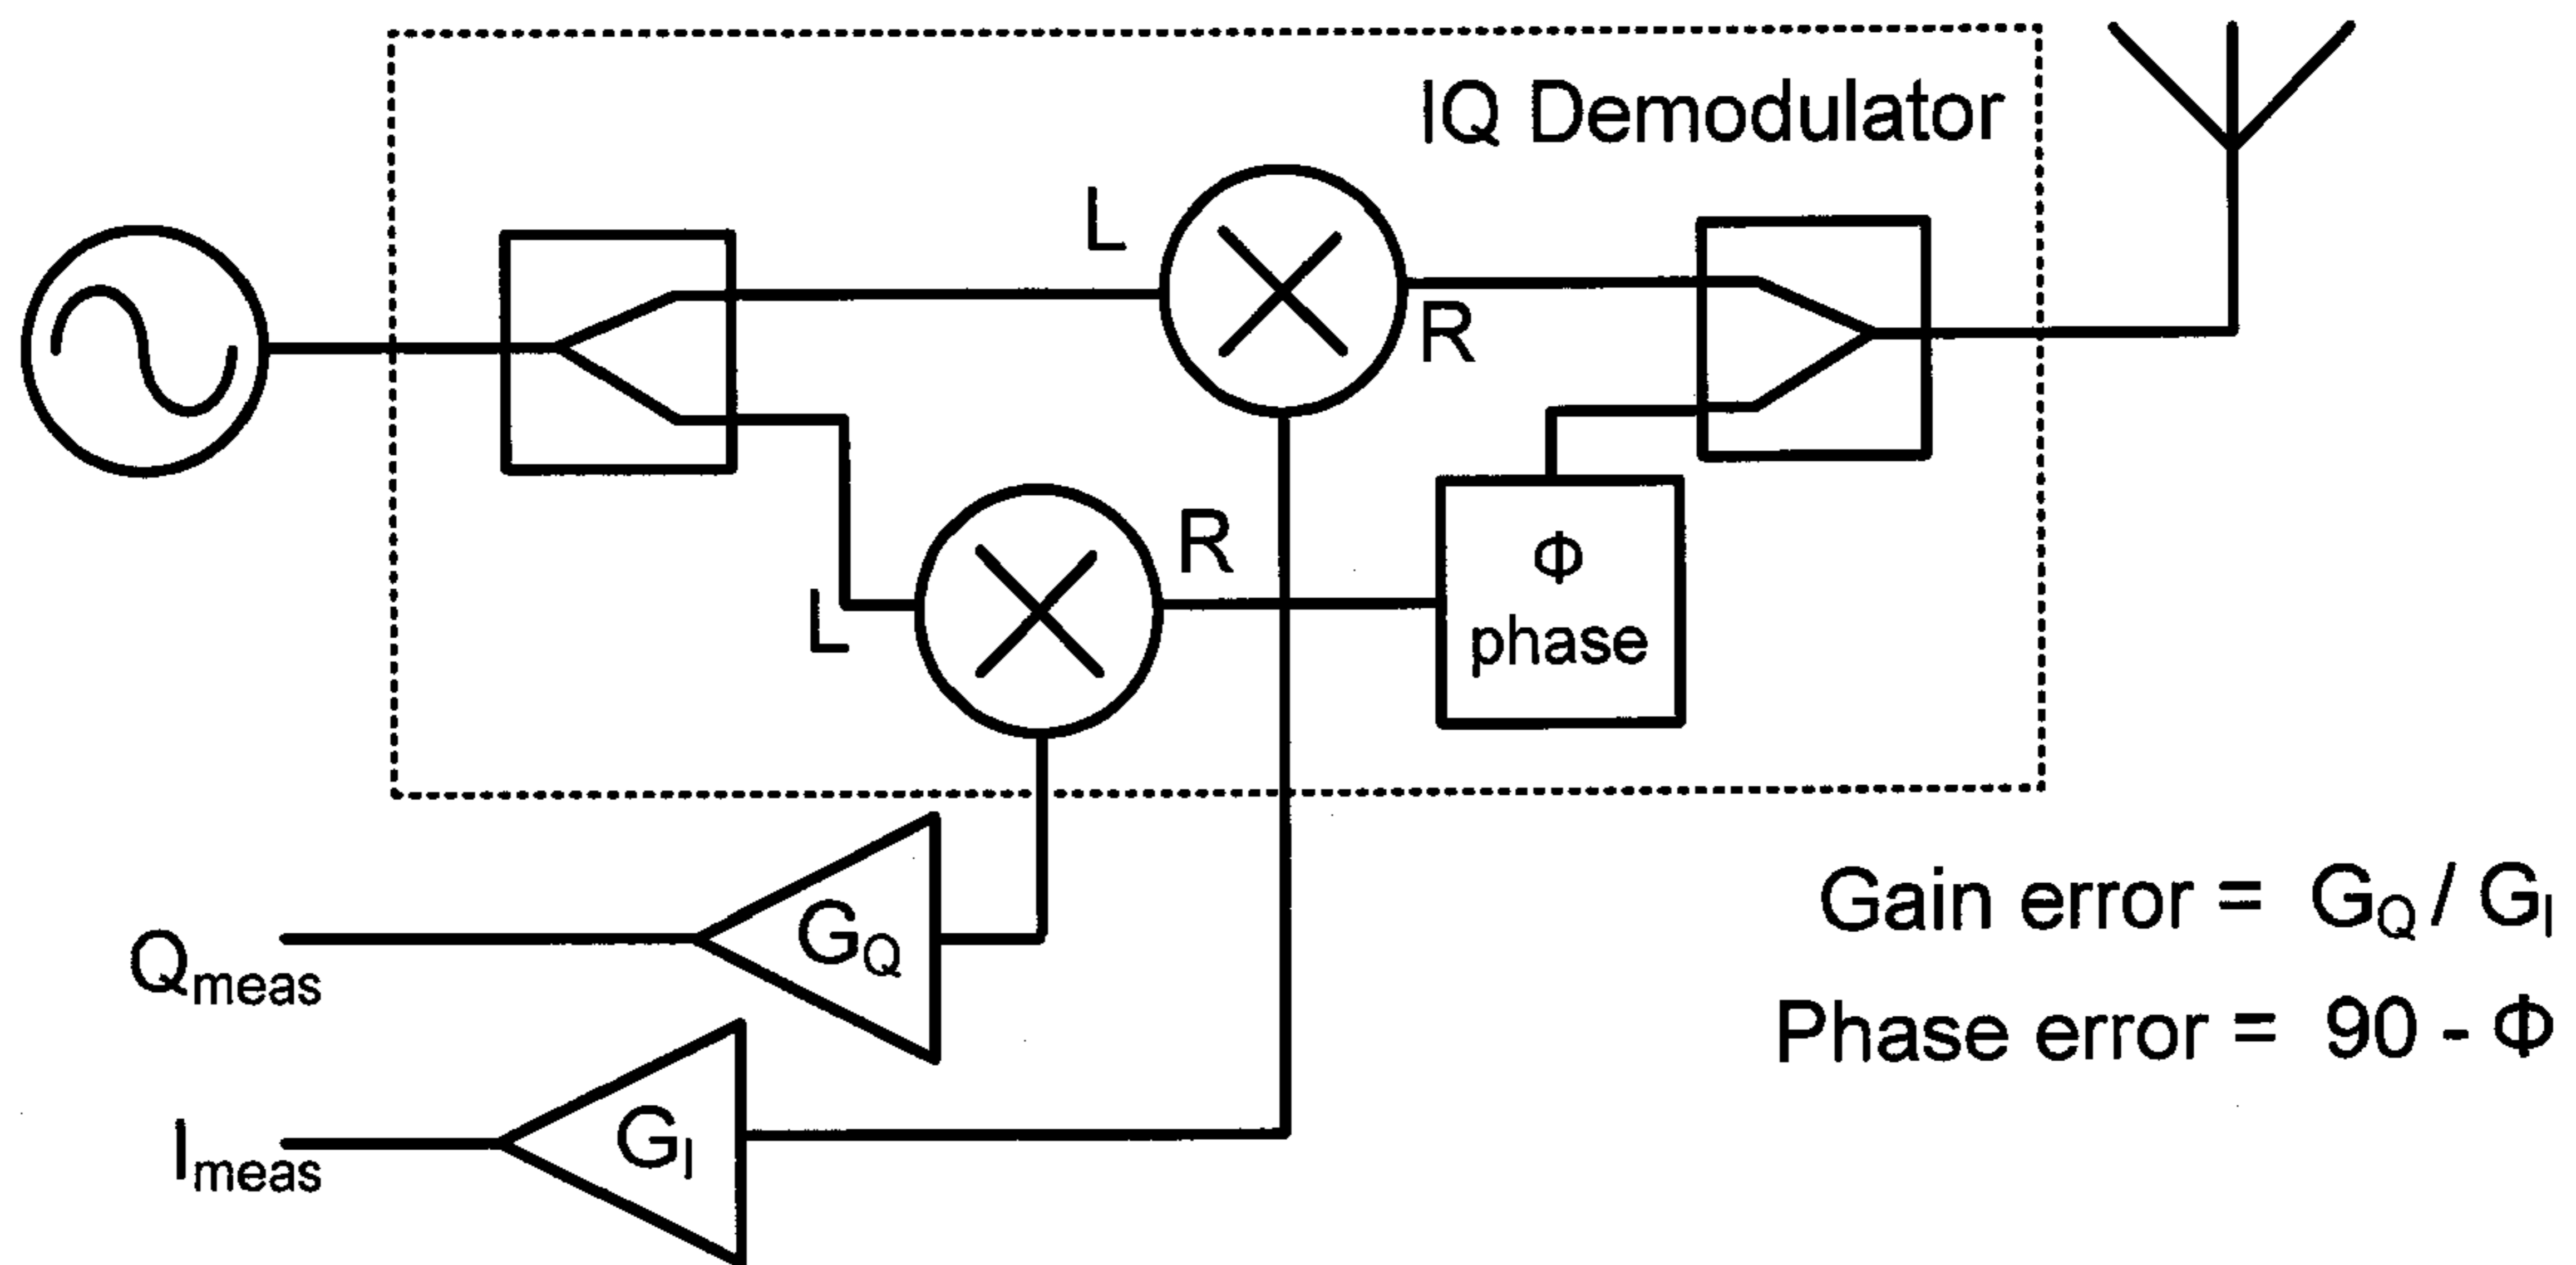 IQ Demodulator
L
R
R
L
Φ
phase
G_Q
Q_meas
G_I
I_meas
Gain error = G_Q / G_I
Phase error = 90 - Φ